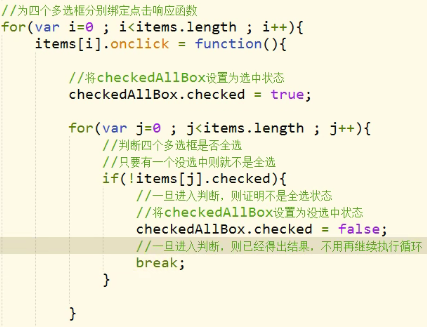 //为四个多选框分别绑定点击响应函数
for(var i=0 ; i<items.length ; i++){
items[i].onclick = function(){
//将checkedAllBox设置为选中状态
checkedAllBox.checked = true;
for(var j=0 ; j<items.length ; j++){
//判断四个多选框是否全选
//只要有一个没选中则就不是全选
if(!items[j].checked){
//一旦进入判断，则证明不是全选状态
//将checkedAllBox设置为没选中状态
checkedAllBox.checked = false;
//一旦进入判断，则已经得出结果，不用再继续执行循环
break;
}
}